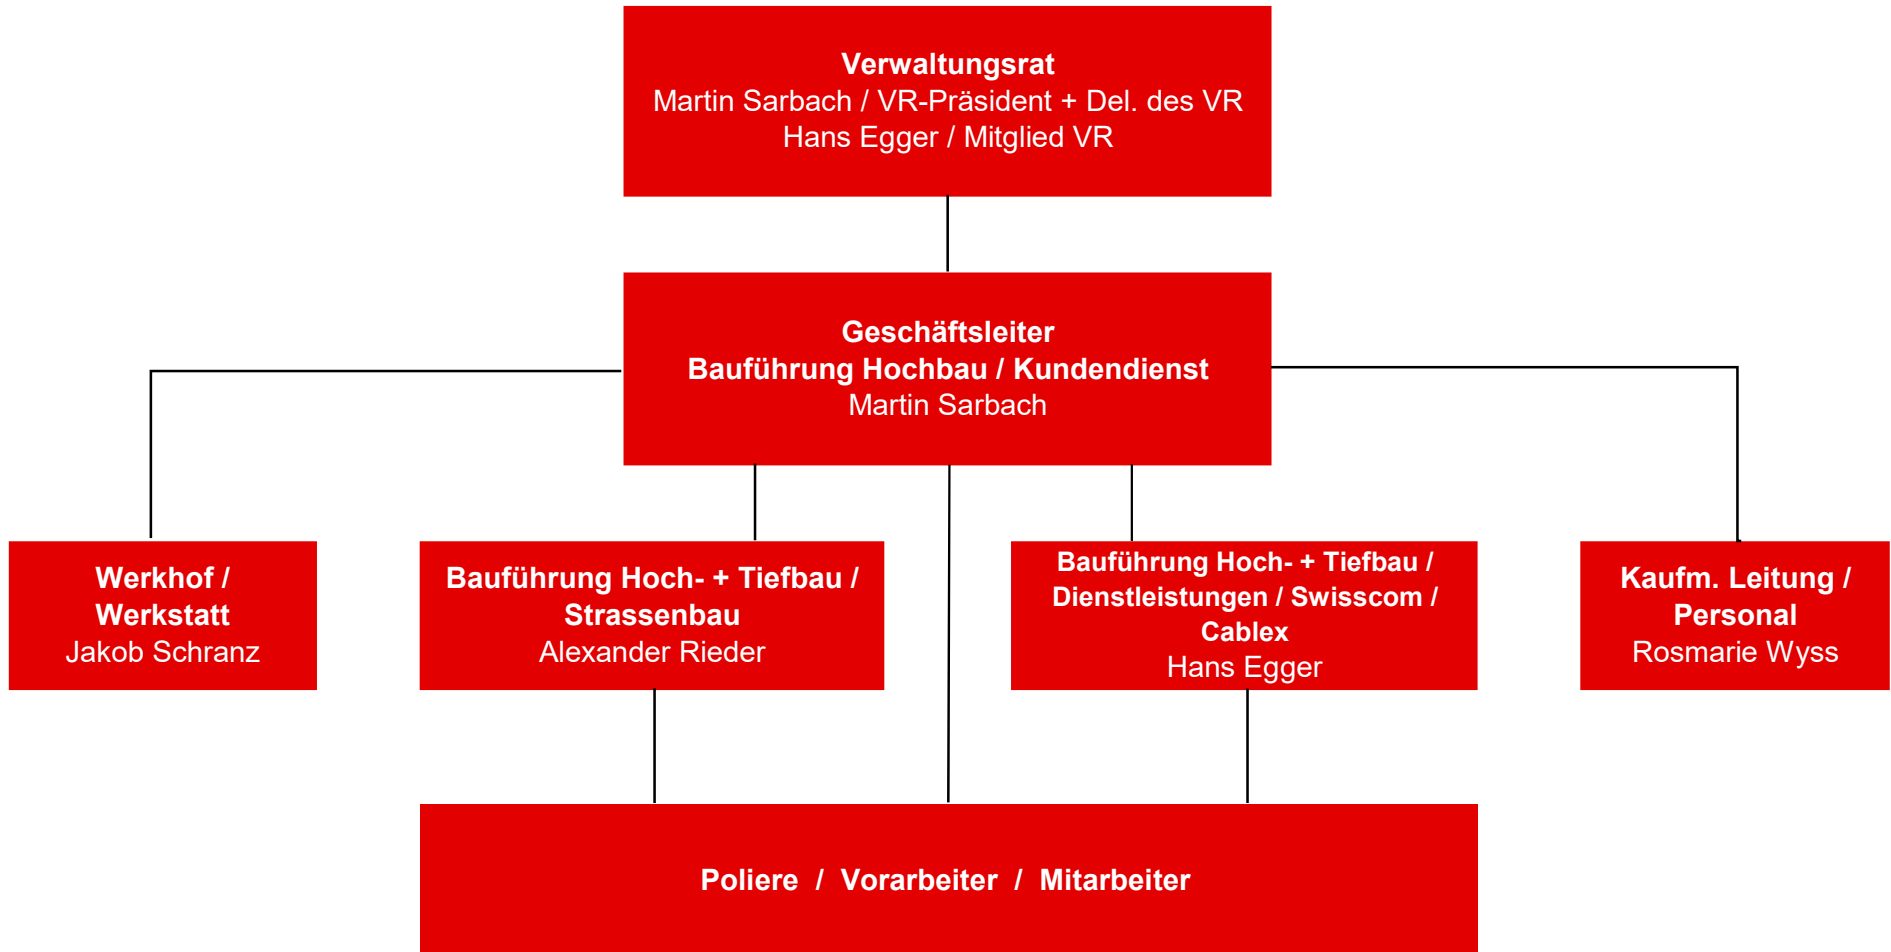 Verwaltungsrat
Martin Sarbach / VR-Präsident + Del. des VR
Hans Egger / Mitglied VR
Geschäftsleiter
Bauführung Hochbau / Kundendienst
Martin Sarbach
Werkhof /
Werkstatt
Jakob Schranz
Bauführung Hoch- + Tiefbau /
Strassenbau
Alexander Rieder
Bauführung Hoch- + Tiefbau /
Dienstleistungen / Swisscom /
Cablex
Hans Egger
Kaufm. Leitung /
Personal
Rosmarie Wyss
Poliere / Vorarbeiter / Mitarbeiter